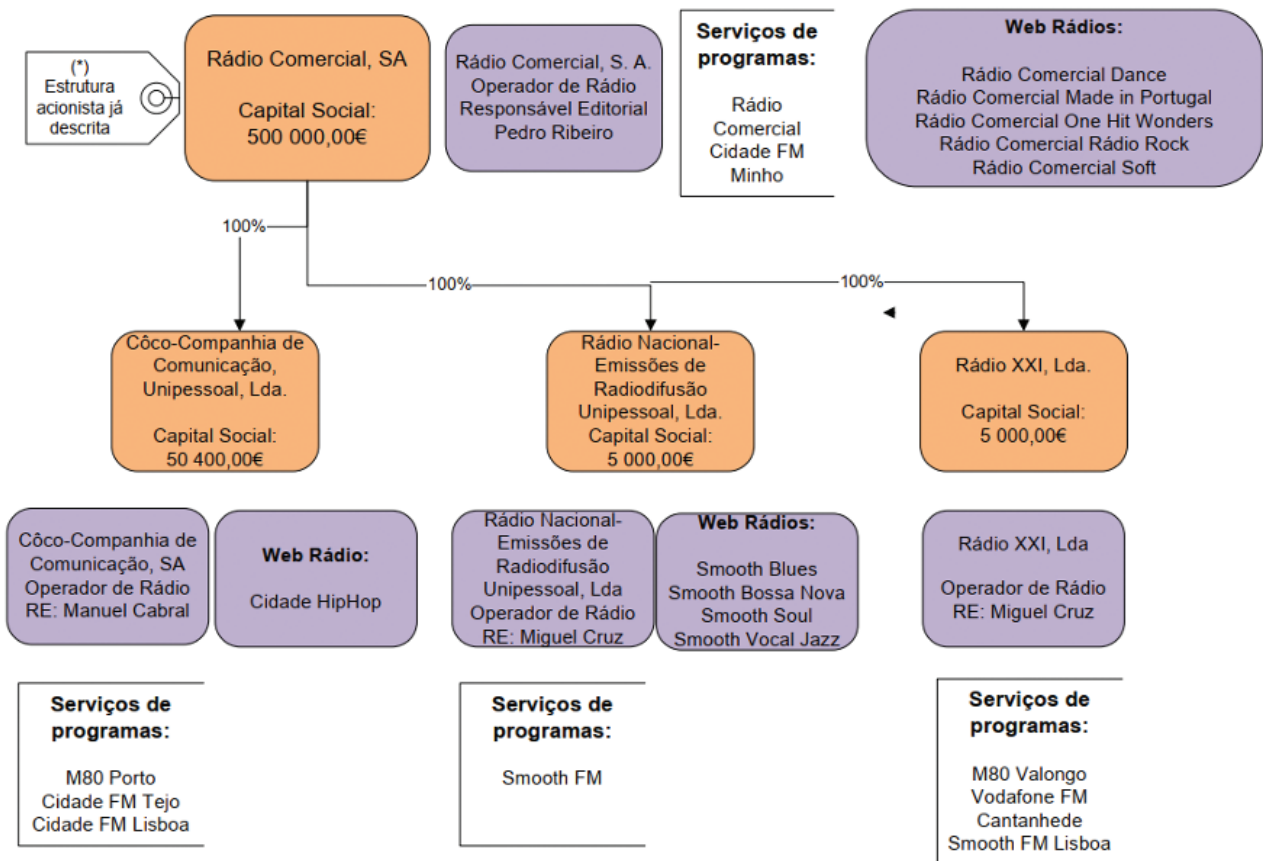 (*)
Estrutura
acionista já
descrita
Rádio Comercial, SA
Capital Social:
500 000,00€
Rádio Comercial, S. A.
Operador de Rádio
Responsável Editorial
Pedro Ribeiro
Serviços de
programas:
Rádio
Comercial
Cidade FM
Minho
Web Rádios:
Rádio Comercial Dance
Rádio Comercial Made in Portugal
Rádio Comercial One Hit Wonders
Rádio Comercial Rádio Rock
Rádio Comercial Soft
100%
100%
100%
Côco-Companhia de
Comunicação,
Unipessoal, Lda.
Capital Social:
50 400,00€
Rádio Nacional-
Emissões de
Radiodifusão
Unipessoal, Lda.
Capital Social:
5 000,00€
Rádio XXI, Lda.
Capital Social:
5 000,00€
Côco-Companhia de
Comunicação, SA
Operador de Rádio
RE: Manuel Cabral
Web Rádio:
Cidade HipHop
Rádio Nacional-
Emissões de
Radiodifusão
Unipessoal, Lda
Operador de Rádio
RE: Miguel Cruz
Web Rádios:
Smooth Blues
Smooth Bossa Nova
Smooth Soul
Smooth Vocal Jazz
Rádio XXI, Lda
Operador de Rádio
RE: Miguel Cruz
Serviços de
programas:
M80 Porto
Cidade FM Tejo
Cidade FM Lisboa
Serviços de
programas:
Smooth FM
Serviços de
programas:
M80 Valongo
Vodafone FM
Cantanhede
Smooth FM Lisboa